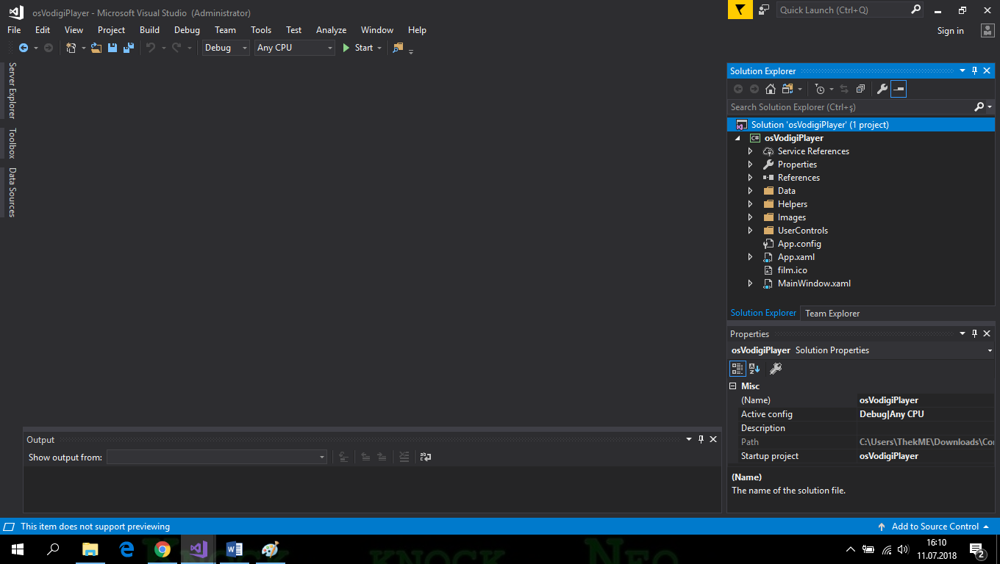 osVodigiPlayer - Microsoft Visual Studio (Administrator)
Quick Launch (Ctrl+Q)
File Edit View Project Build Debug Team Tools Test Analyze Window Help
Sign in
Debug Any CPU Start
Server Explorer
Toolbox
Data Sources
Solution Explorer
Search Solution Explorer (Ctrl+ş)
Solution 'osVodigiPlayer' (1 project)
C# osVodigiPlayer
Service References
Properties
References
Data
Helpers
Images
UserControls
App.config
App.xaml
film.ico
MainWindow.xaml
Solution Explorer Team Explorer
Properties
osVodigiPlayer Solution Properties
Misc
(Name) osVodigiPlayer
Active config Debug|Any CPU
Description
Path C:\Users\ThekME\Downloads\Co
Startup project osVodigiPlayer
(Name)
The name of the solution file.
Output
Show output from:
This item does not support previewing
Add to Source Control
KNOCK KNOCK NEO
16:10
11.07.2018
2